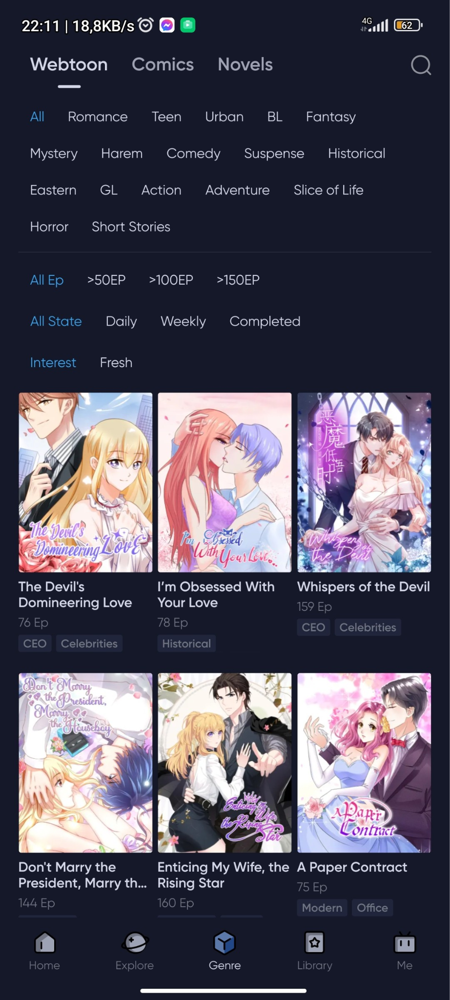 22:11 | 18,8KB/s
4G
62
Webtoon Comics Novels
All Romance Teen Urban BL Fantasy
Mystery Harem Comedy Suspense Historical
Eastern GL Action Adventure Slice of Life
Horror Short Stories
All Ep >50EP >100EP >150EP
All State Daily Weekly Completed
Interest Fresh
The Devil's
Domineering Love
I'm Obsessed
With Your Love...
恶魔低语时
Whispers of
the Devil
The Devil's
Domineering Love
76 Ep
CEO Celebrities
I’m Obsessed With
Your Love
78 Ep
Historical
Whispers of the Devil
159 Ep
CEO Celebrities
Don't Marry
the President,
Marry
the Houseboy
Enticing My Wife,
the Rising
Star
A Paper
Contract
Don't Marry the
President, Marry th...
144 Ep
Enticing My Wife, the
Rising Star
160 Ep
A Paper Contract
75 Ep
Modern Office
Home Explore Genre Library Me